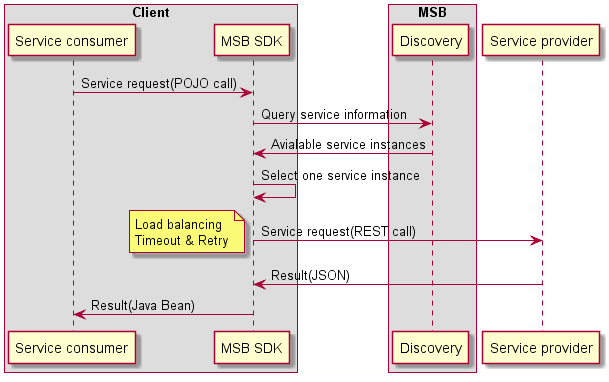 Client
MSB
Service consumer
MSB SDK
Discovery
Service provider
Service request(POJO call)
Query service information
Avialable service instances
Select one service instance
Load balancing
Timeout & Retry
Service request(REST call)
Result(JSON)
Result(Java Bean)
Service consumer
MSB SDK
Discovery
Service provider